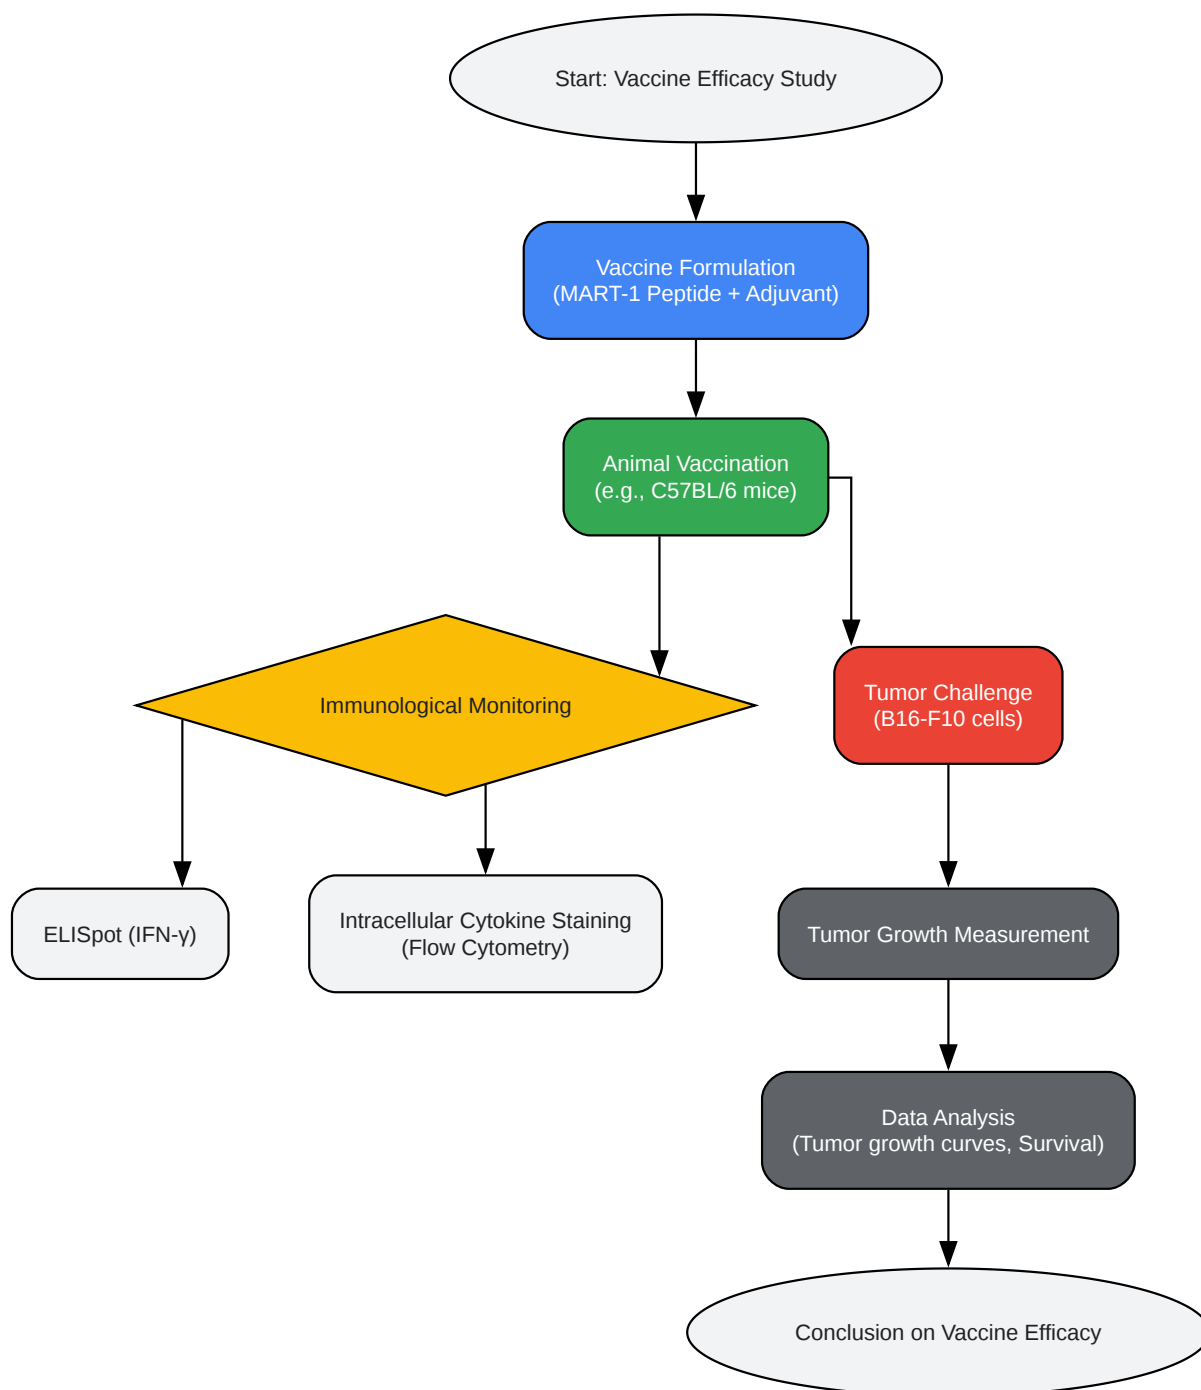 Start: Vaccine Efficacy Study
Vaccine Formulation
(MART-1 Peptide + Adjuvant)
Animal Vaccination
(e.g., C57BL/6 mice)
Immunological Monitoring
Tumor Challenge
(B16-F10 cells)
ELISpot (IFN-γ)
Intracellular Cytokine Staining
(Flow Cytometry)
Tumor Growth Measurement
Data Analysis
(Tumor growth curves, Survival)
Conclusion on Vaccine Efficacy